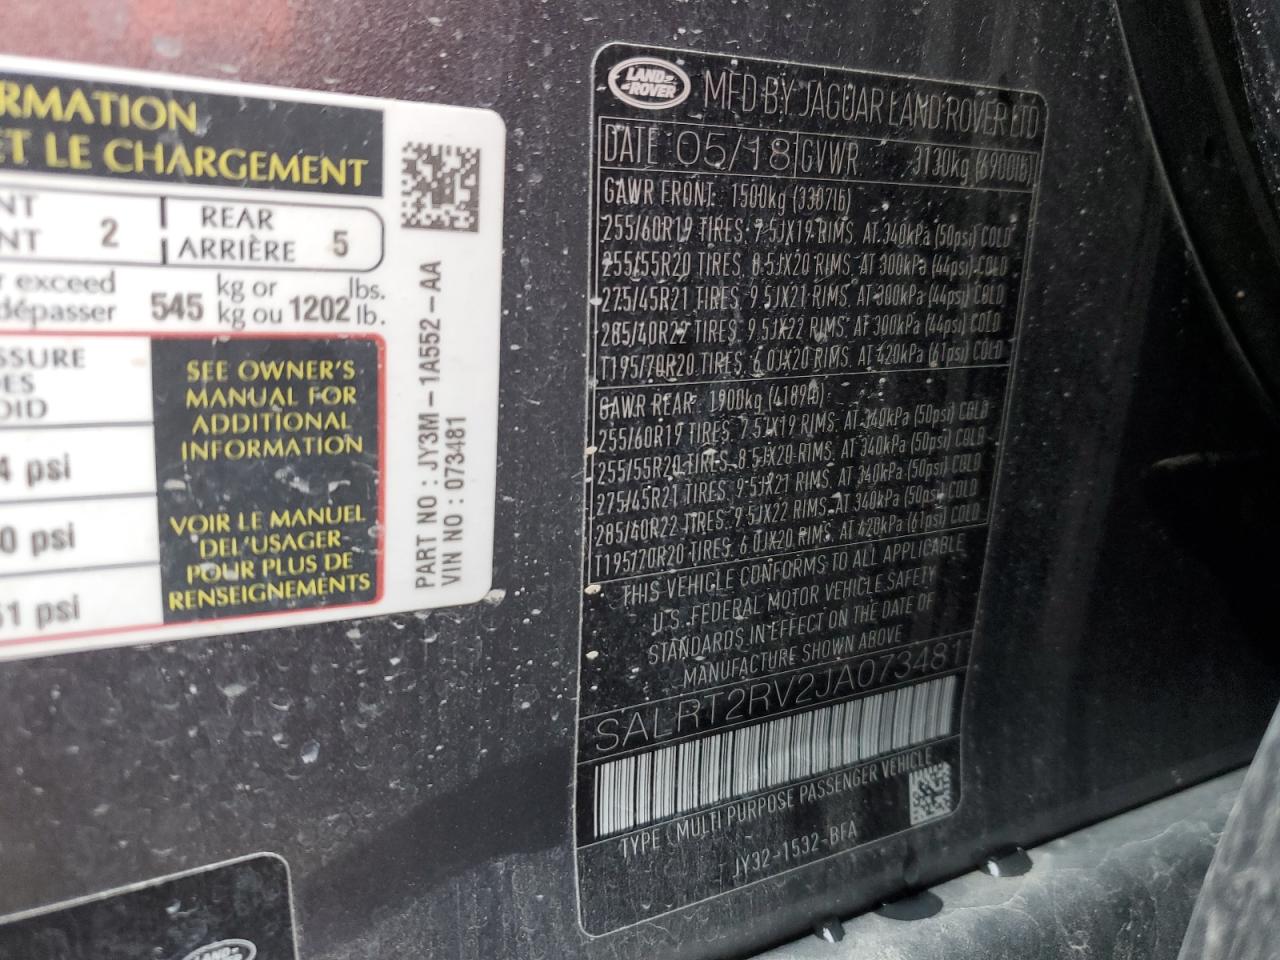 RMATION
ET LE CHARGEMENT
NT 2 REAR 5
NT ARRIÈRE
exceed 545 kg or 1202 lbs.
dépasser kg ou lb.
SSURE
DES
OID
4 psi
0 psi
51 psi
SEE OWNER'S
MANUAL FOR
ADDITIONAL
INFORMATION
VOIR LE MANUEL
DEL'USAGER
POUR PLUS DE
RENSEIGNEMENTS
PART NO : JY3M - 1A552 - AA
VIN NO : 073481
LAND ROVER MFD BY JAGUAR LAND ROVER LTD
DATE 05/18 GVWR : 3130kg (6900lb)
GAWR FRONT: 1500kg (3307lb)
255/60R19 TIRES, 7.5JX19 RIMS, AT 340kPa (50psi) COLD
255/55R20 TIRES, 8.5JX20 RIMS, AT 300kPa (44psi) COLD
275/45R21 TIRES, 9.5JX21 RIMS, AT 300kPa (44psi) COLD
285/40R22 TIRES, 9.5JX22 RIMS, AT 300kPa (44psi) COLD
T195/70R20 TIRES, 6.0JX20 RIMS, AT 420kPa (61psi) COLD
GAWR REAR: 1900kg (4189lb)
255/60R19 TIRES, 7.5JX19 RIMS, AT 340kPa (50psi) COLD
255/55R20 TIRES, 8.5JX20 RIMS, AT 340kPa (50psi) COLD
275/45R21 TIRES, 9.5JX21 RIMS, AT 340kPa (50psi) COLD
285/40R22 TIRES, 9.5JX22 RIMS, AT 340kPa (50psi) COLD
T195/70R20 TIRES, 6.0JX20 RIMS, AT 420kPa (61psi) COLD
THIS VEHICLE CONFORMS TO ALL APPLICABLE
U.S. FEDERAL MOTOR VEHICLE SAFETY
STANDARDS IN EFFECT ON THE DATE OF
MANUFACTURE SHOWN ABOVE
SALRT2RV2JA073481
TYPE : MULTI PURPOSE PASSENGER VEHICLE
JY32-1532-BFA
LAND ROVER